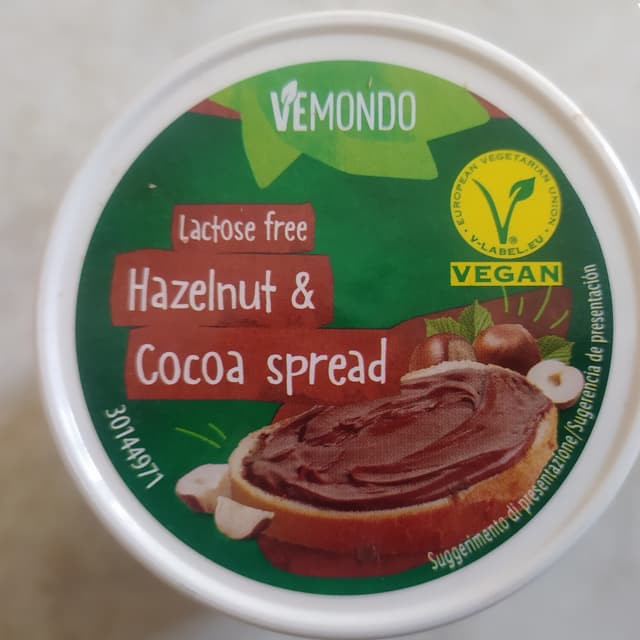 VEMONDO
EUROPEAN VEGETARIAN UNION
V-LABEL.EU
VEGAN
Lactose free
Hazelnut &
Cocoa spread
30144971
Suggerimento di presentazione/Sugerencia de presentación